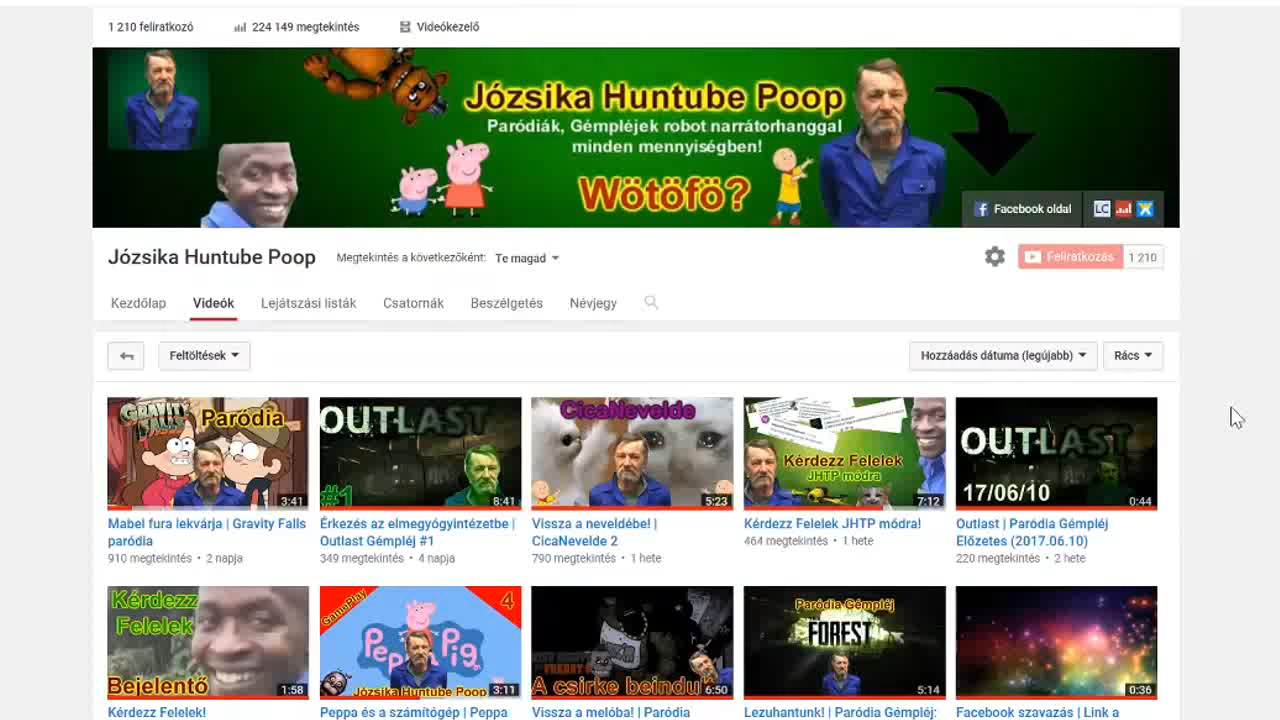 1 210 feliratkozó
224 149 megtekintés
Videókezelő
Józsika Huntube Poop
Paródiák, Gémpléjek robot narrátorhanggal
minden mennyiségben!
Wötöfö?
Facebook oldal
LC
Józsika Huntube Poop
Megtekintés a következőként: Te magad
Feliratkozás 1 210
Kezdőlap Videók Lejátszási listák Csatornák Beszélgetés Névjegy
Feltöltések
Hozzáadás dátuma (legújabb)
Rács
GRAVITY FALLS
Paródia
3:41
OUTLAST
#1
8:41
CicaNevelde
5:23
Kérdezz Felelek
JHTP módra
7:12
OUTLAST
17/06/10
0:44
Mabel fura lekvárja | Gravity Falls
paródia
910 megtekintés • 2 napja
Érkezés az elmegyógyintézetbe |
Outlast Gémpléj #1
349 megtekintés • 4 napja
Vissza a neveldébe! |
CicaNevelde 2
790 megtekintés • 1 hete
Kérdezz Felelek JHTP módra!
464 megtekintés • 1 hete
Outlast | Paródia Gémpléj
Előzetes (2017.06.10)
220 megtekintés • 2 hete
Kérdezz
Felelek
Bejelentő
1:58
GamePlay
4
Peppa Pig
Józsika Huntube Poop
3:11
A csirke beindul
6:50
Paródia Gémpléj
FOREST
5:14
0:36
Kérdezz Felelek!
Peppa és a számítógép | Peppa
Vissza a melóba! | Paródia
Lezuhantunk! | Paródia Gémpléj:
Facebook szavazás | Link a